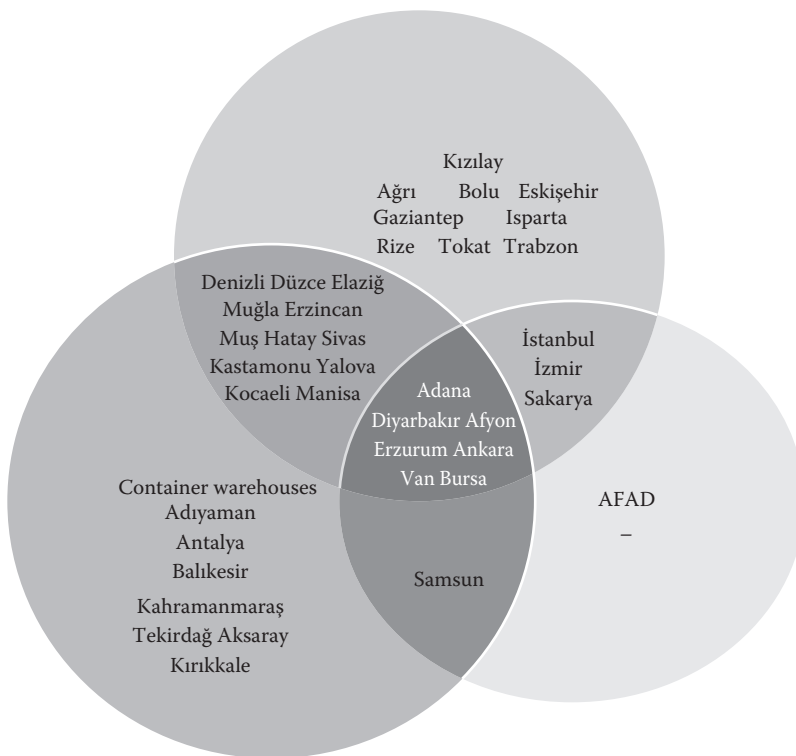 Kızılay
Ağrı Bolu Eskişehir
Gaziantep Isparta
Rize Tokat Trabzon
Denizli Düzce Elaziğ
Muğla Erzincan
Muş Hatay Sivas
Kastamonu Yalova
Kocaeli Manisa
İstanbul
İzmir
Sakarya
Adana
Diyarbakır Afyon
Erzurum Ankara
Van Bursa
Container warehouses
Adıyaman
Antalya
Balıkesir
Kahramanmaraş
Tekirdağ Aksaray
Kırıkkale
Samsun
AFAD
–